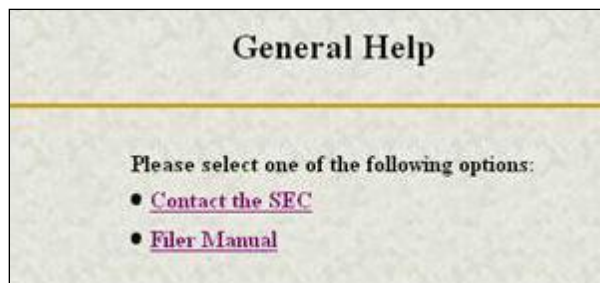 General Help
Please select one of the following options:
• Contact the SEC
• Filer Manual